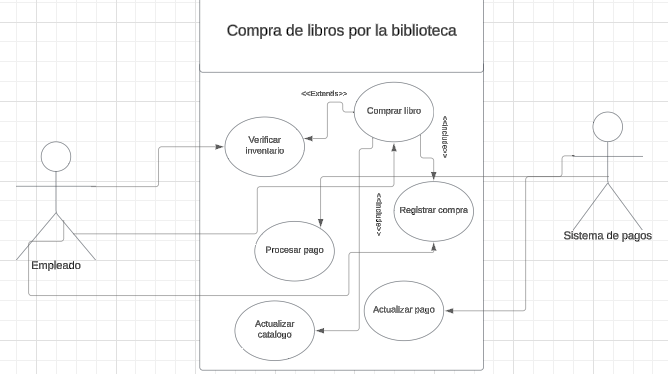 Compra de libros por la biblioteca
<<Extends>>
Comprar libro
<<Include>>
Verificar
inventario
<<Include>>
Registrar compra
Procesar pago
Sistema de pagos
Empleado
Actualizar
catalogo
Actualizar pago